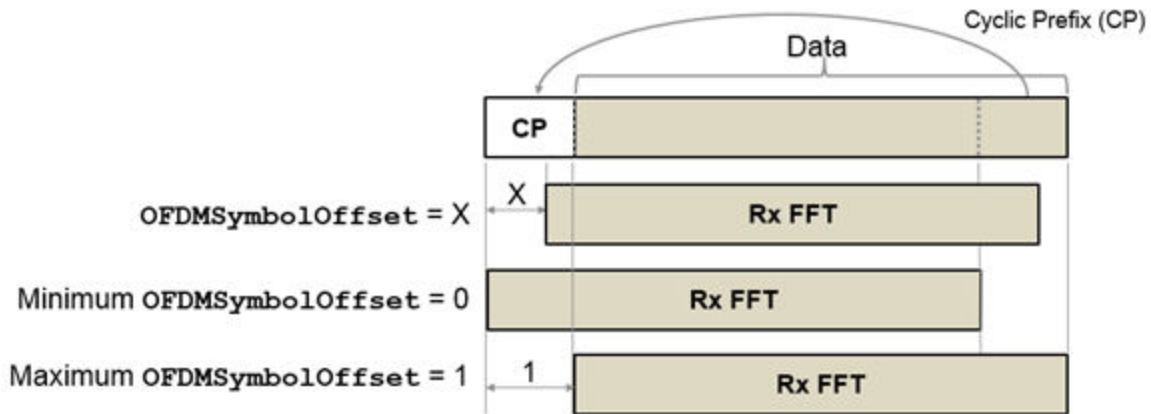 Cyclic Prefix (CP)
Data
CP
X
OFDMSymbolOffset = X
Rx FFT
Minimum OFDMSymbolOffset = 0
Rx FFT
Maximum OFDMSymbolOffset = 1
1
Rx FFT